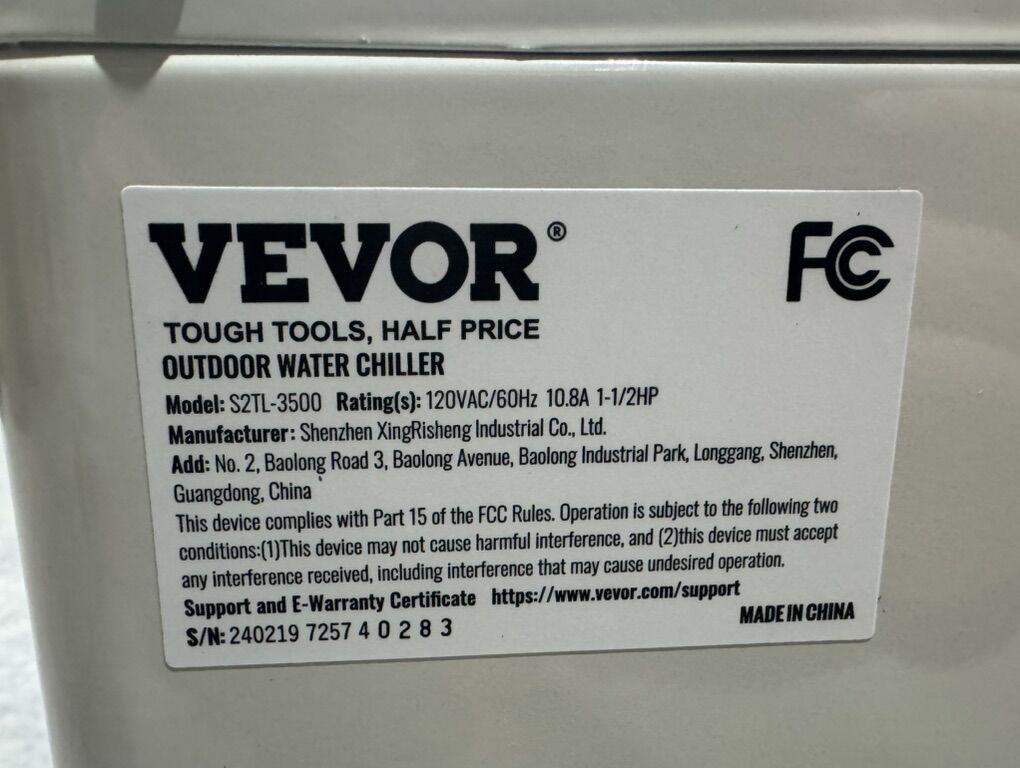 VEVOR®
FC
TOUGH TOOLS, HALF PRICE
OUTDOOR WATER CHILLER
Model: S2TL-3500 Rating(s): 120VAC/60Hz 10.8A 1-1/2HP
Manufacturer: Shenzhen XingRisheng Industrial Co., Ltd.
Add: No. 2, Baolong Road 3, Baolong Avenue, Baolong Industrial Park, Longgang, Shenzhen,
Guangdong, China
This device complies with Part 15 of the FCC Rules. Operation is subject to the following two
conditions:(1)This device may not cause harmful interference, and (2)this device must accept
any interference received, including interference that may cause undesired operation.
Support and E-Warranty Certificate https://www.vevor.com/support
S/N: 240219 7257 4 0 2 8 3
MADE IN CHINA